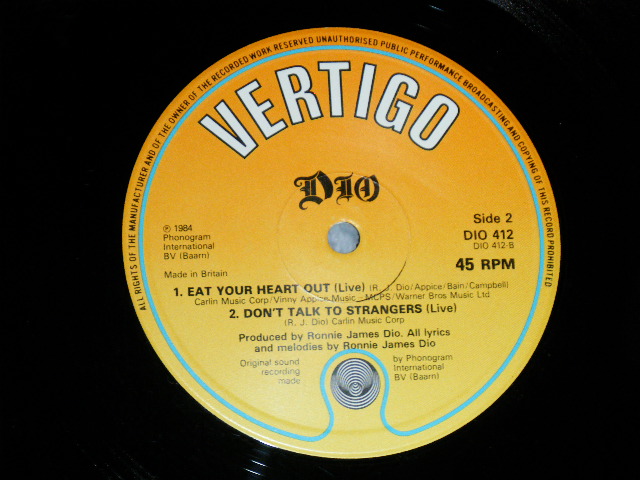 ALL RIGHTS OF THE MANUFACTURER AND OF THE OWNER OF THE RECORDED WORK RESERVED UNAUTHORISED PUBLIC PERFORMANCE BROADCASTING AND COPYING OF THIS RECORD PROHIBITED
VERTIGO
DIO
℗ 1984
Phonogram
International
BV (Baarn)
Made in Britain
Side 2
DIO 412
DIO 412-B
45 RPM
1. EAT YOUR HEART OUT (Live) (R. J. Dio/Appice/Bain/Campbell)
Carlin Music Corp/Vinny Appice Music - MCPS/Warner Bros Music Ltd
2. DON'T TALK TO STRANGERS (Live)
(R. J. Dio) Carlin Music Corp
Produced by Ronnie James Dio. All lyrics
and melodies by Ronnie James Dio
Original sound
recording
made
by Phonogram
International
BV (Baarn)